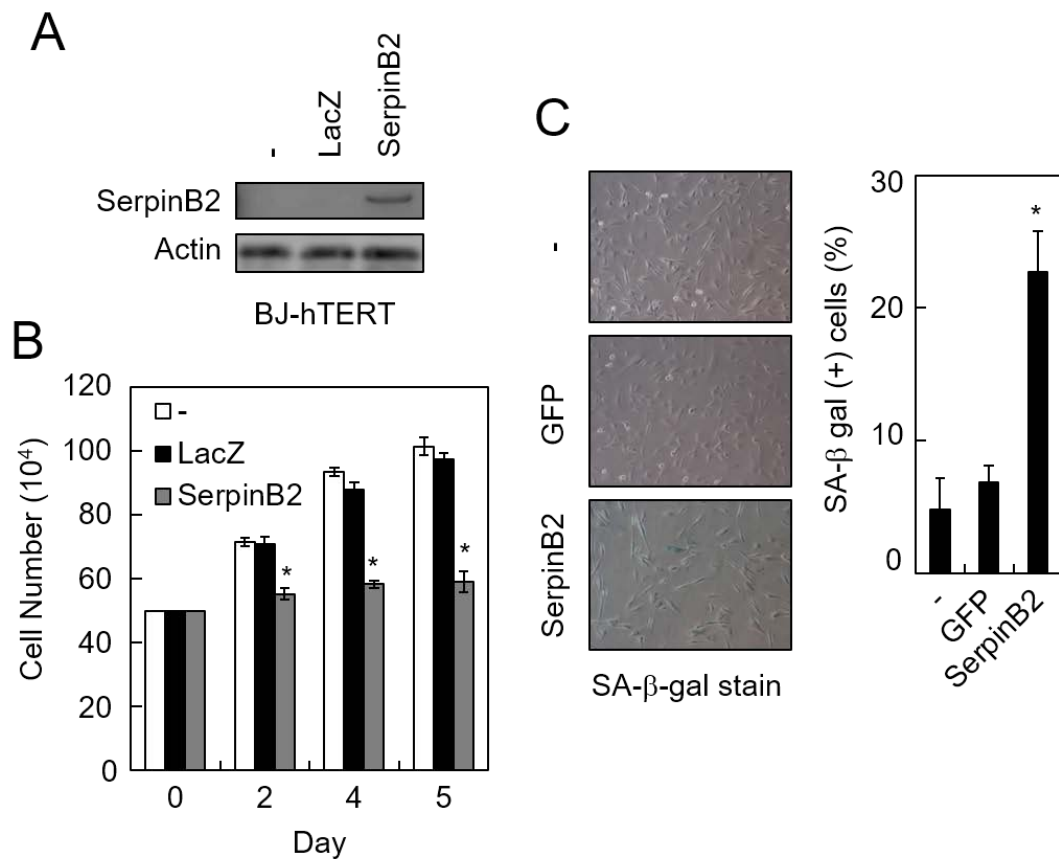 A
-
LacZ
SerpinB2
SerpinB2
Actin
BJ-hTERT
B
120
100
80
60
40
20
0
Cell Number (10⁴)
-
LacZ
SerpinB2
*
*
*
0 2 4 5
Day
C
-
GFP
SerpinB2
SA-β-gal stain
SA-β gal (+) cells (%)
30
20
10
0
*
-
GFP
SerpinB2